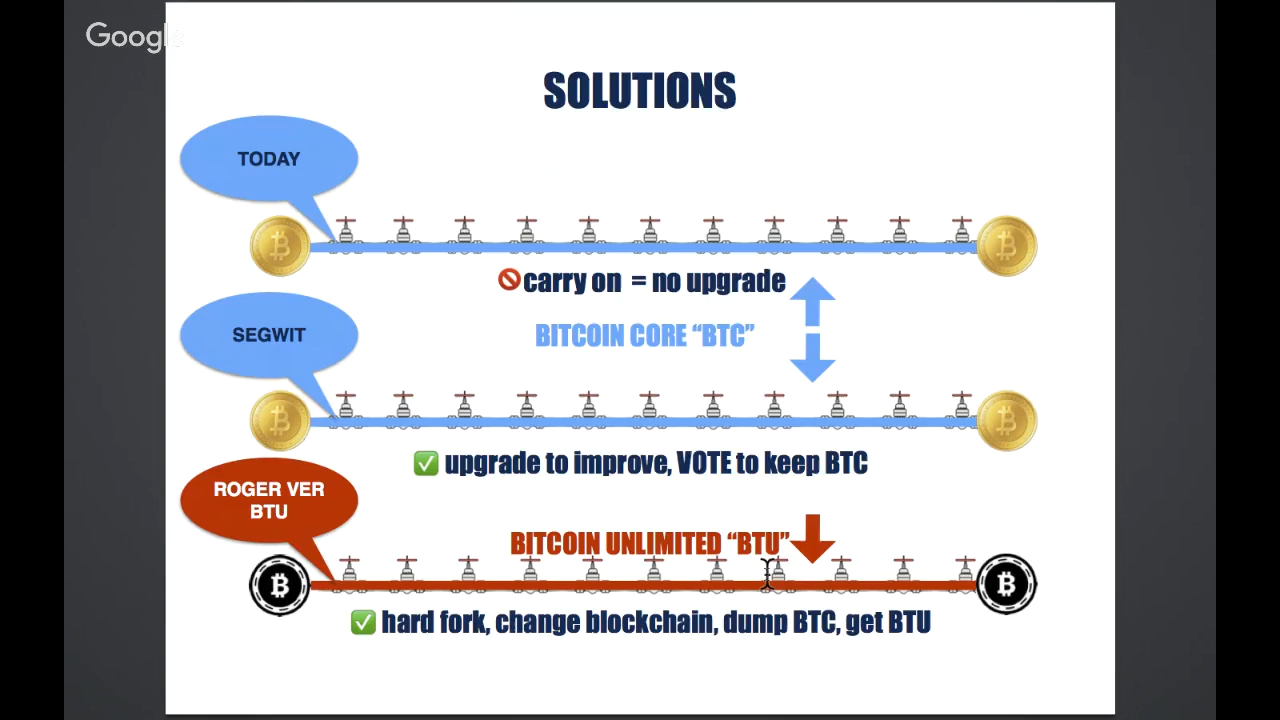 Google
SOLUTIONS
TODAY
carry on = no upgrade
SEGWIT
BITCOIN CORE “BTC”
upgrade to improve, VOTE to keep BTC
ROGER VER
BTU
BITCOIN UNLIMITED “BTU”
hard fork, change blockchain, dump BTC, get BTU